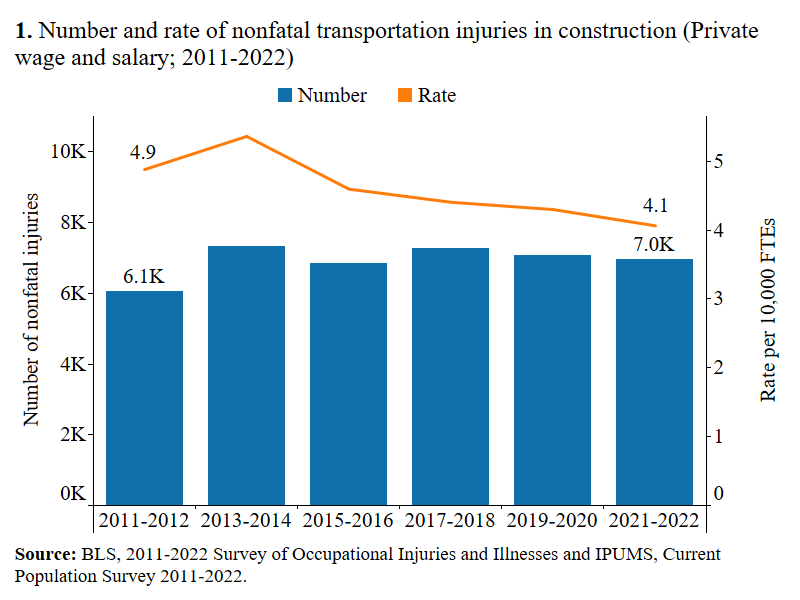 1. Number and rate of nonfatal transportation injuries in construction (Private
wage and salary; 2011-2022)
Number Rate
10K
8K
6K
4K
2K
0K
Number of nonfatal injuries
4.9
4.1
7.0K
6.1K
5
4
3
2
1
0
Rate per 10,000 FTEs
2011-2012 2013-2014 2015-2016 2017-2018 2019-2020 2021-2022
Source: BLS, 2011-2022 Survey of Occupational Injuries and Illnesses and IPUMS, Current
Population Survey 2011-2022.